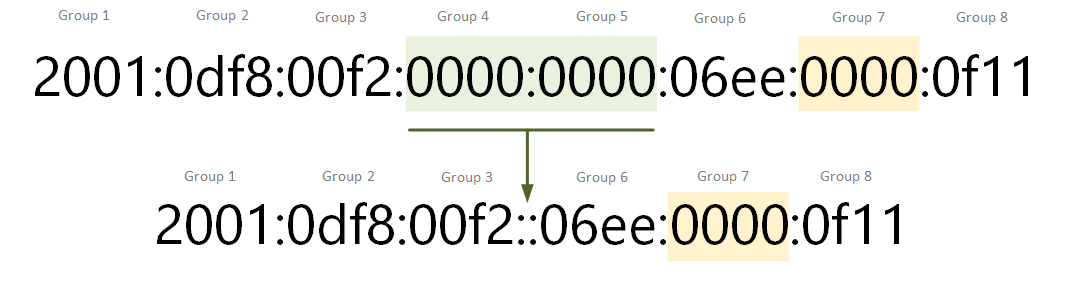 Group 1 Group 2 Group 3 Group 4 Group 5 Group 6 Group 7 Group 8
2001:0df8:00f2:0000:0000:06ee:0000:0f11
Group 1 Group 2 Group 3 Group 6 Group 7 Group 8
2001:0df8:00f2::06ee:0000:0f11